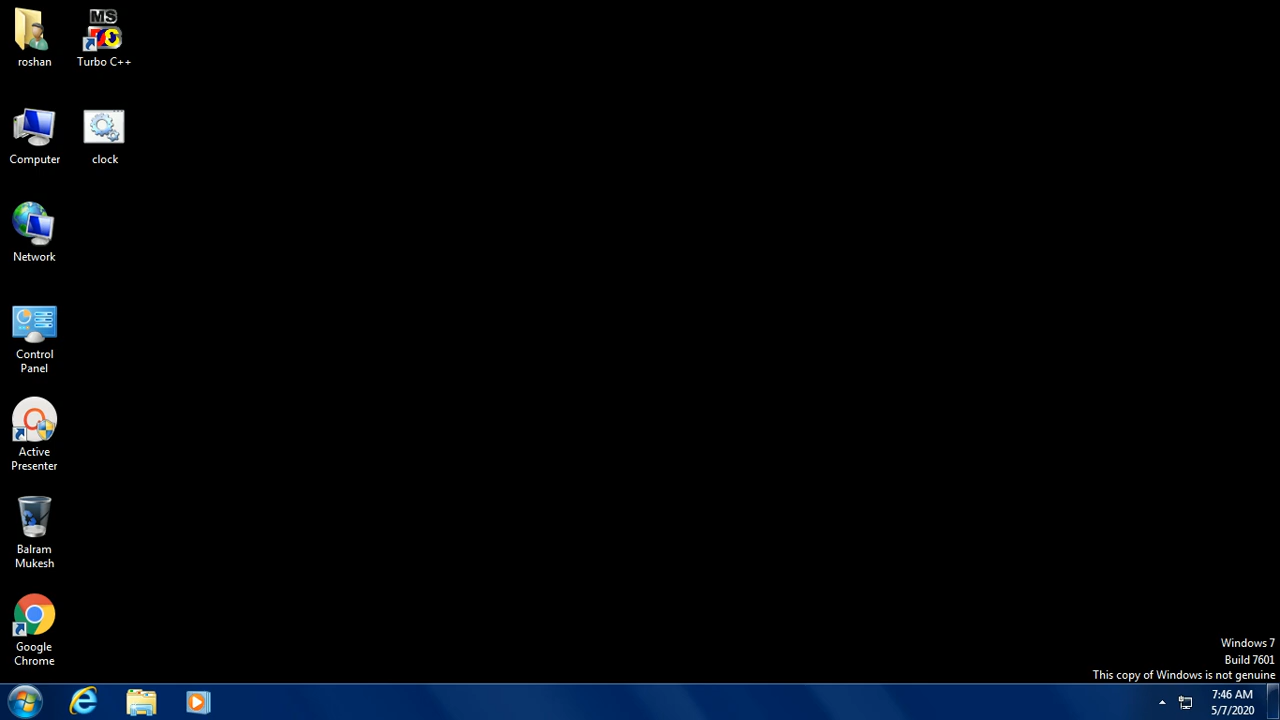 roshan
MS
Turbo C++
Computer
clock
Network
Control
Panel
Active
Presenter
Balram
Mukesh
Google
Chrome
Windows 7
Build 7601
This copy of Windows is not genuine
7:46 AM
5/7/2020